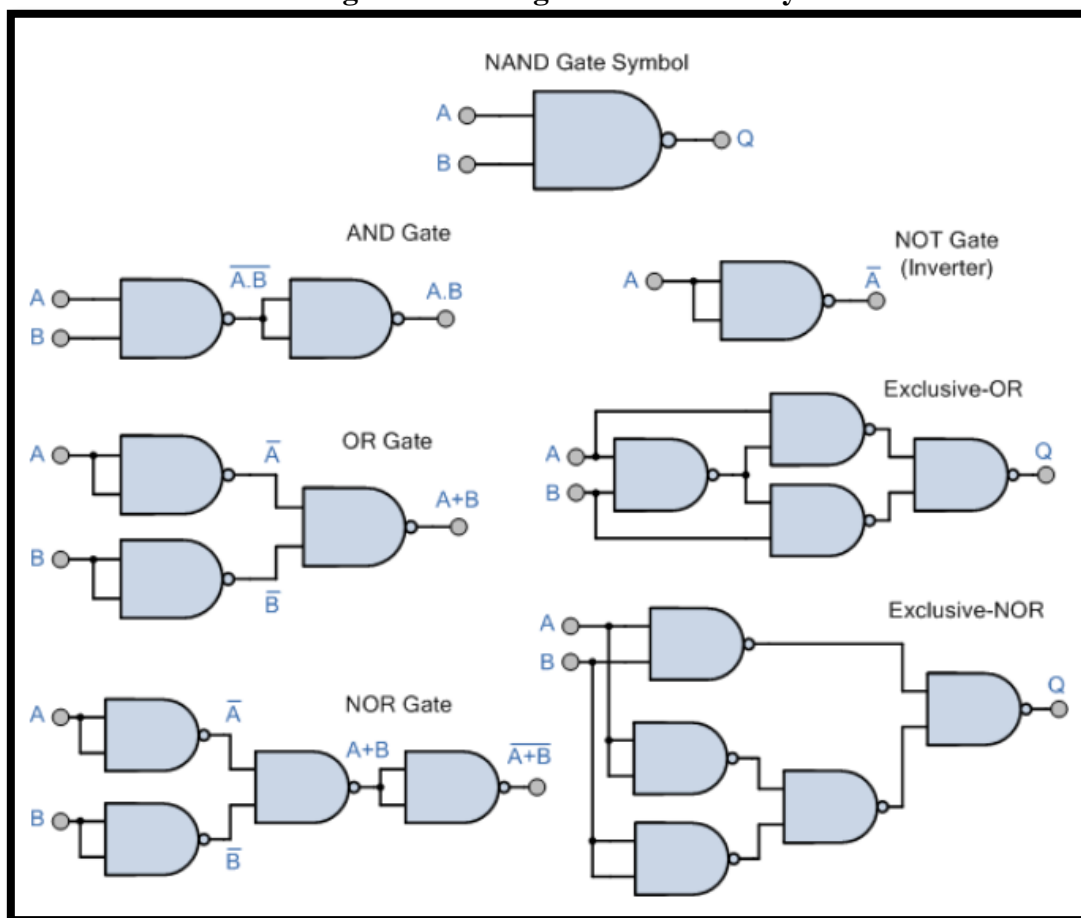 NAND Gate Symbol
A
B
Q
AND Gate
A
B
A̅.̅B̅
A.B
NOT Gate
(Inverter)
A
A̅
OR Gate
A
B
A̅
B̅
A+B
Exclusive-OR
A
B
Q
NOR Gate
A
B
A̅
B̅
A+B
A̅+̅B̅
Exclusive-NOR
A
B
Q